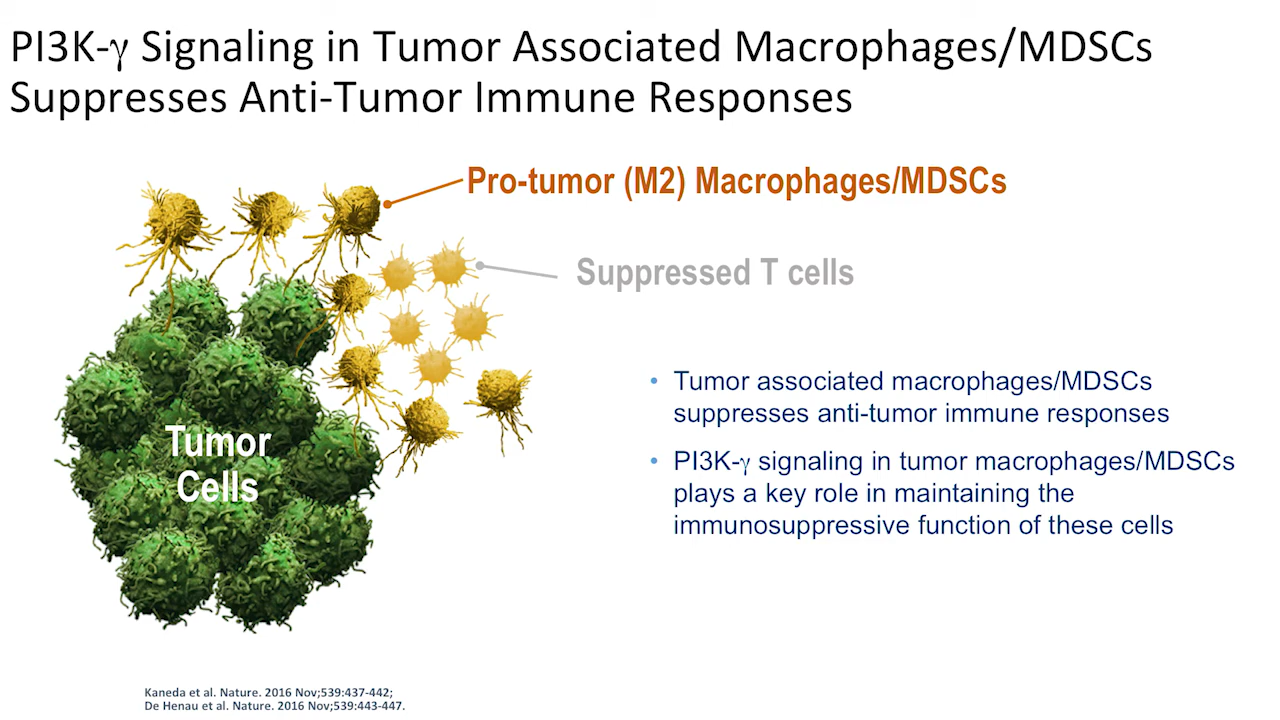 PI3K-γ Signaling in Tumor Associated Macrophages/MDSCs
Suppresses Anti-Tumor Immune Responses
Pro-tumor (M2) Macrophages/MDSCs
Suppressed T cells
Tumor
Cells
• Tumor associated macrophages/MDSCs
suppresses anti-tumor immune responses
• PI3K-γ signaling in tumor macrophages/MDSCs
plays a key role in maintaining the
immunosuppressive function of these cells
Kaneda et al. Nature. 2016 Nov;539:437-442;
De Henau et al. Nature. 2016 Nov;539:443-447.